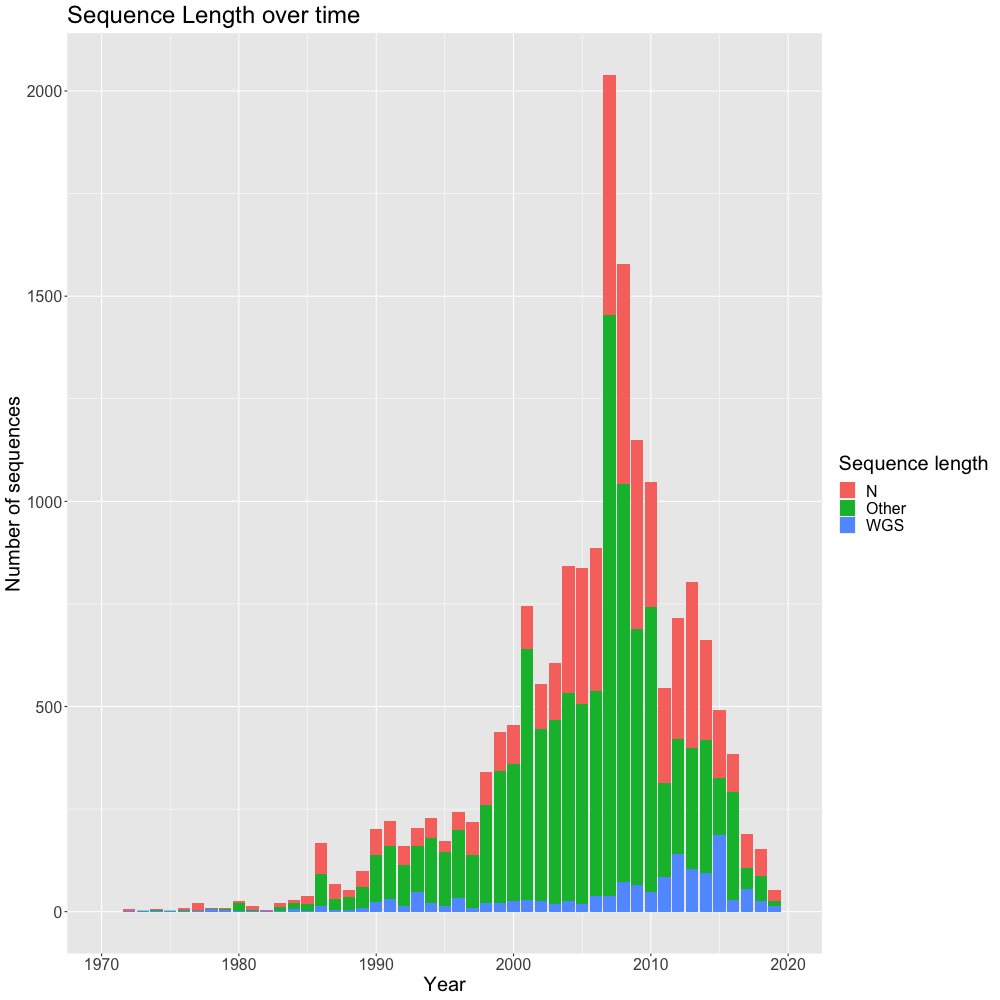 Sequence Length over time
Number of sequences
2000
1500
1000
500
0
1970 1980 1990 2000 2010 2020
Year
Sequence length
N
Other
WGS